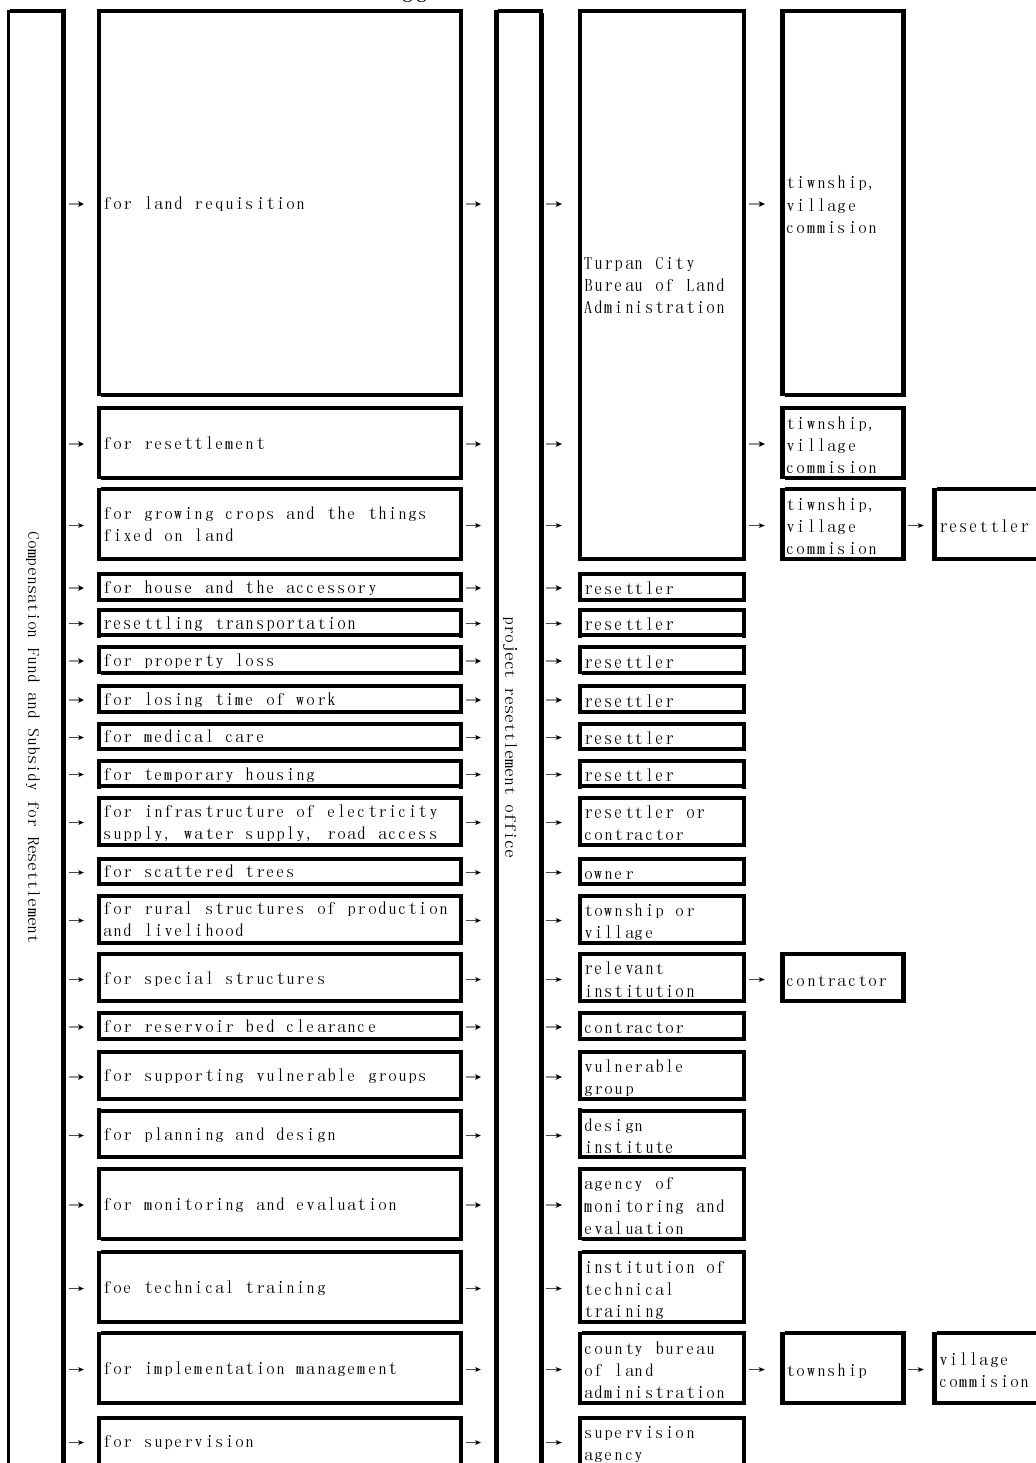 for land requisition
tiwnship,
village
commision
Turpan City
Bureau of Land
Administration
for resettlement
tiwnship,
village
commision
for growing crops and the things
fixed on land
tiwnship,
village
commision
resettler
Compensation Fund and Subsidy for Resettlement
project resettlement office
for house and the accessory
resettler
resettling transportation
resettler
for property loss
resettler
for losing time of work
resettler
for medical care
resettler
for temporary housing
resettler
for infrastructure of electricity
supply, water supply, road access
resettler or
contractor
for scattered trees
owner
for rural structures of production
and livelihood
township or
village
for special structures
relevant
institution
contractor
for reservoir bed clearance
contractor
for supporting vulnerable groups
vulnerable
group
for planning and design
design
institute
for monitoring and evaluation
agency of
monitoring and
evaluation
foe technical training
institution of
technical
training
for implementation management
county bureau
of land
administration
township
village
commision
for supervision
supervision
agency